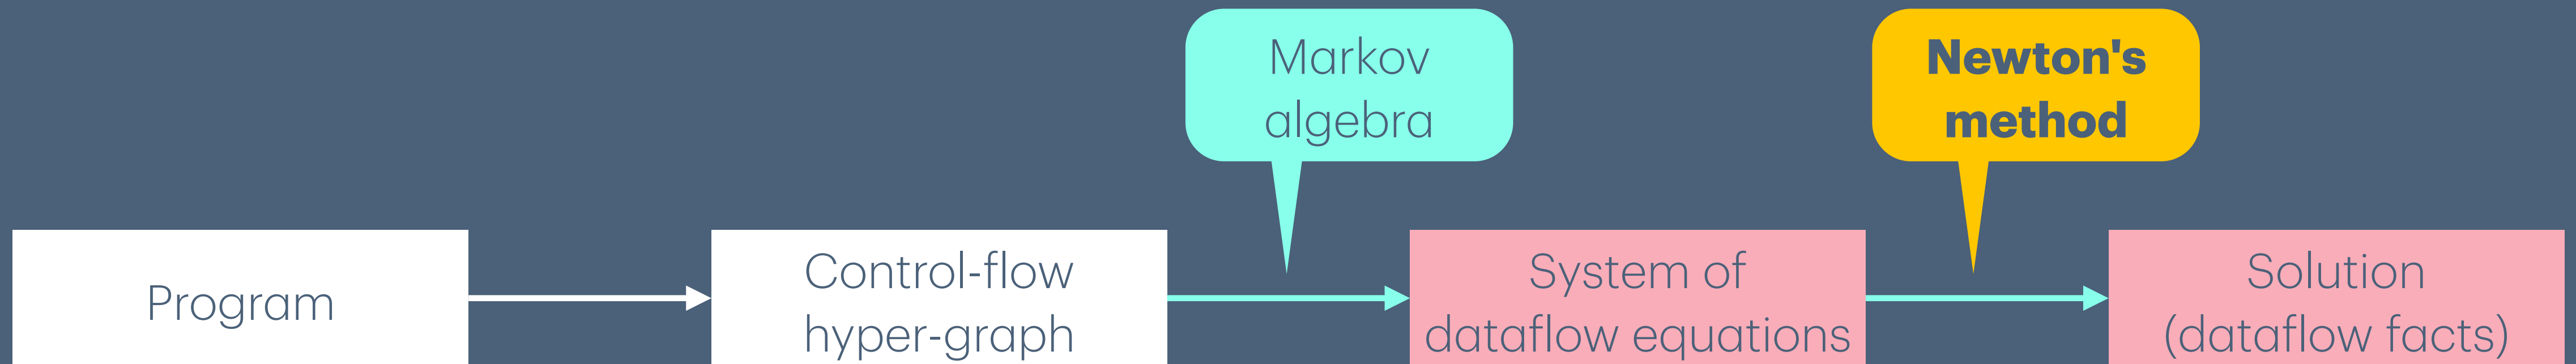 Markov
algebra
Newton's
method
Program
Control-flow
hyper-graph
System of
dataflow equations
Solution
(dataflow facts)